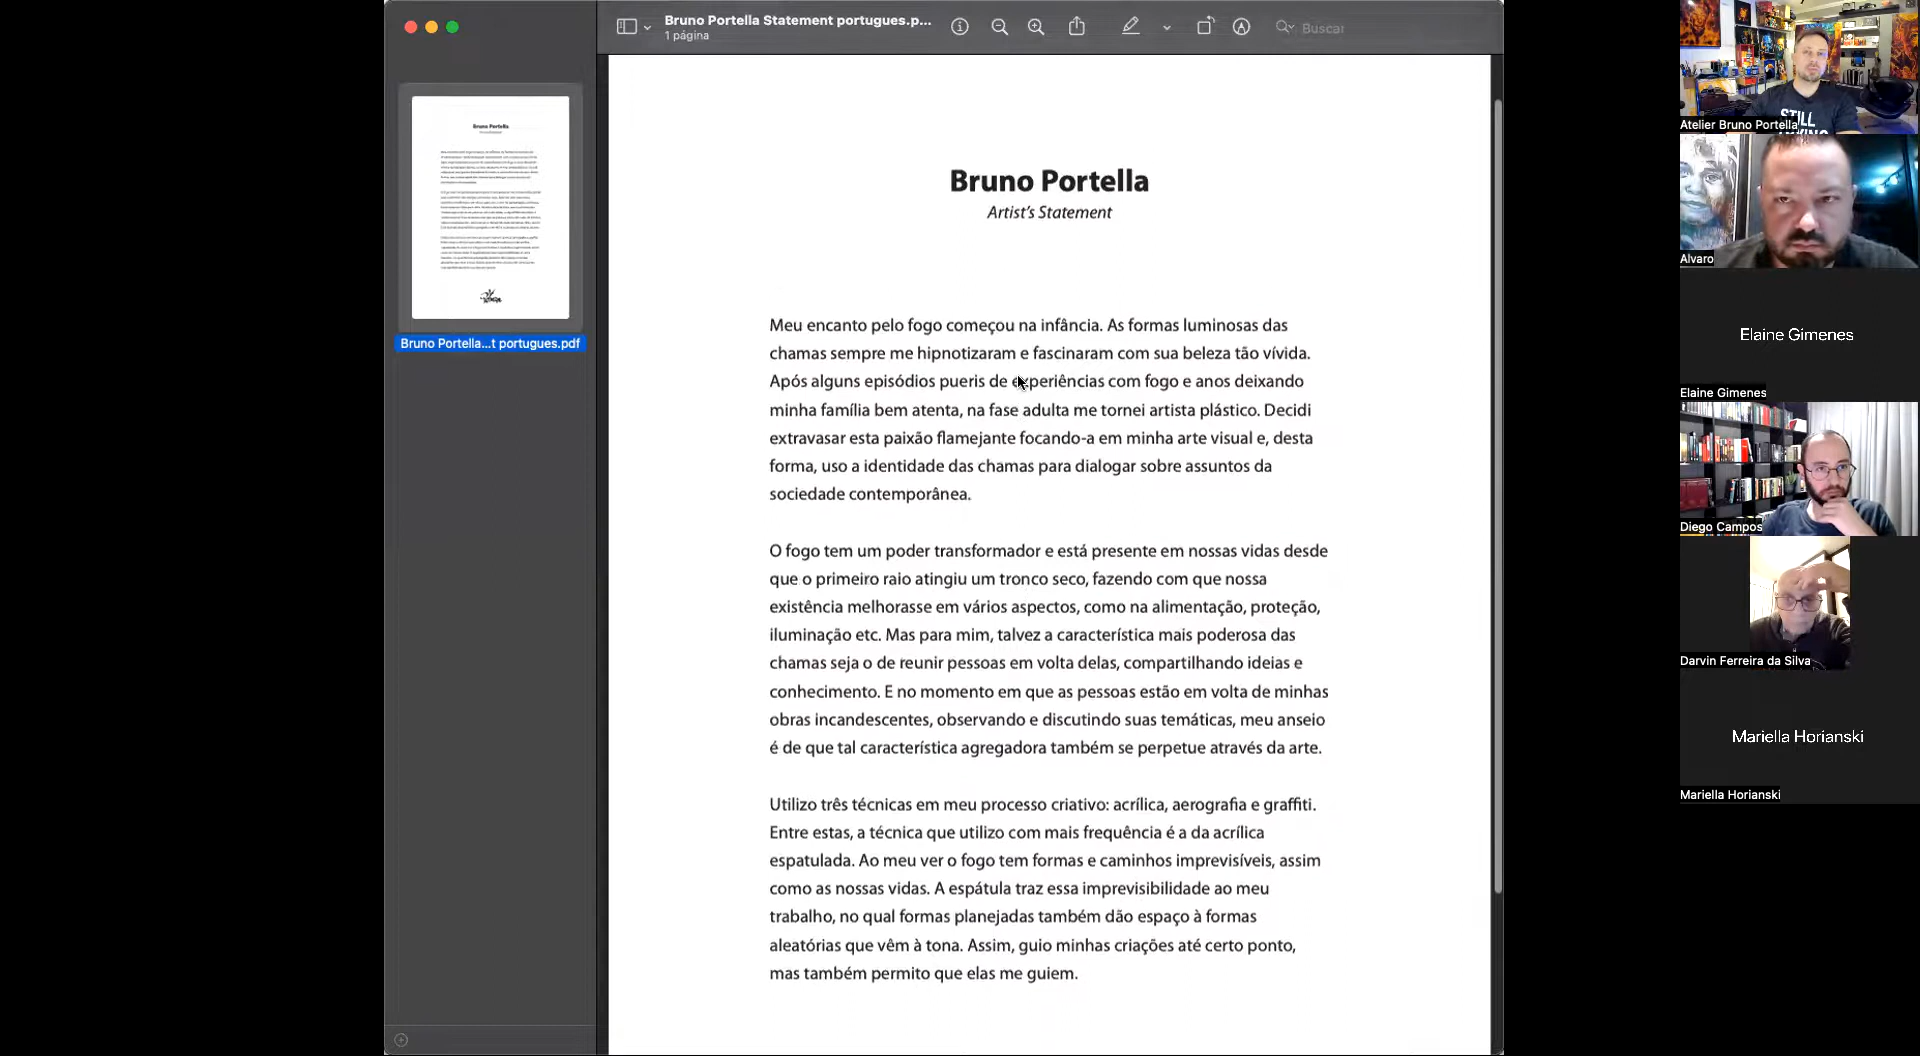 Bruno Portella Statement portugues.p...
1 página
Buscar
Bruno Portella...t portugues.pdf
Bruno Portella
Artist's Statement
Meu encanto pelo fogo começou na infância. As formas luminosas das
chamas sempre me hipnotizaram e fascinaram com sua beleza tão vívida.
Após alguns episódios pueris de experiências com fogo e anos deixando
minha família bem atenta, na fase adulta me tornei artista plástico. Decidi
extravasar esta paixão flamejante focando-a em minha arte visual e, desta
forma, uso a identidade das chamas para dialogar sobre assuntos da
sociedade contemporânea.
O fogo tem um poder transformador e está presente em nossas vidas desde
que o primeiro raio atingiu um tronco seco, fazendo com que nossa
existência melhorasse em vários aspectos, como na alimentação, proteção,
iluminação etc. Mas para mim, talvez a característica mais poderosa das
chamas seja o de reunir pessoas em volta delas, compartilhando ideias e
conhecimento. E no momento em que as pessoas estão em volta de minhas
obras incandescentes, observando e discutindo suas temáticas, meu anseio
é de que tal característica agregadora também se perpetue através da arte.
Utilizo três técnicas em meu processo criativo: acrílica, aerografia e graffiti.
Entre estas, a técnica que utilizo com mais frequência é a da acrílica
espatulada. Ao meu ver o fogo tem formas e caminhos imprevisíveis, assim
como as nossas vidas. A espátula traz essa imprevisibilidade ao meu
trabalho, no qual formas planejadas também dão espaço à formas
aleatórias que vêm à tona. Assim, guio minhas criações até certo ponto,
mas também permito que elas me guiem.
STILL
Atelier Bruno Portella
Alvaro
Elaine Gimenes
Elaine Gimenes
Diego Campos
Darvin Ferreira da Silva
Mariella Horianski
Mariella Horianski